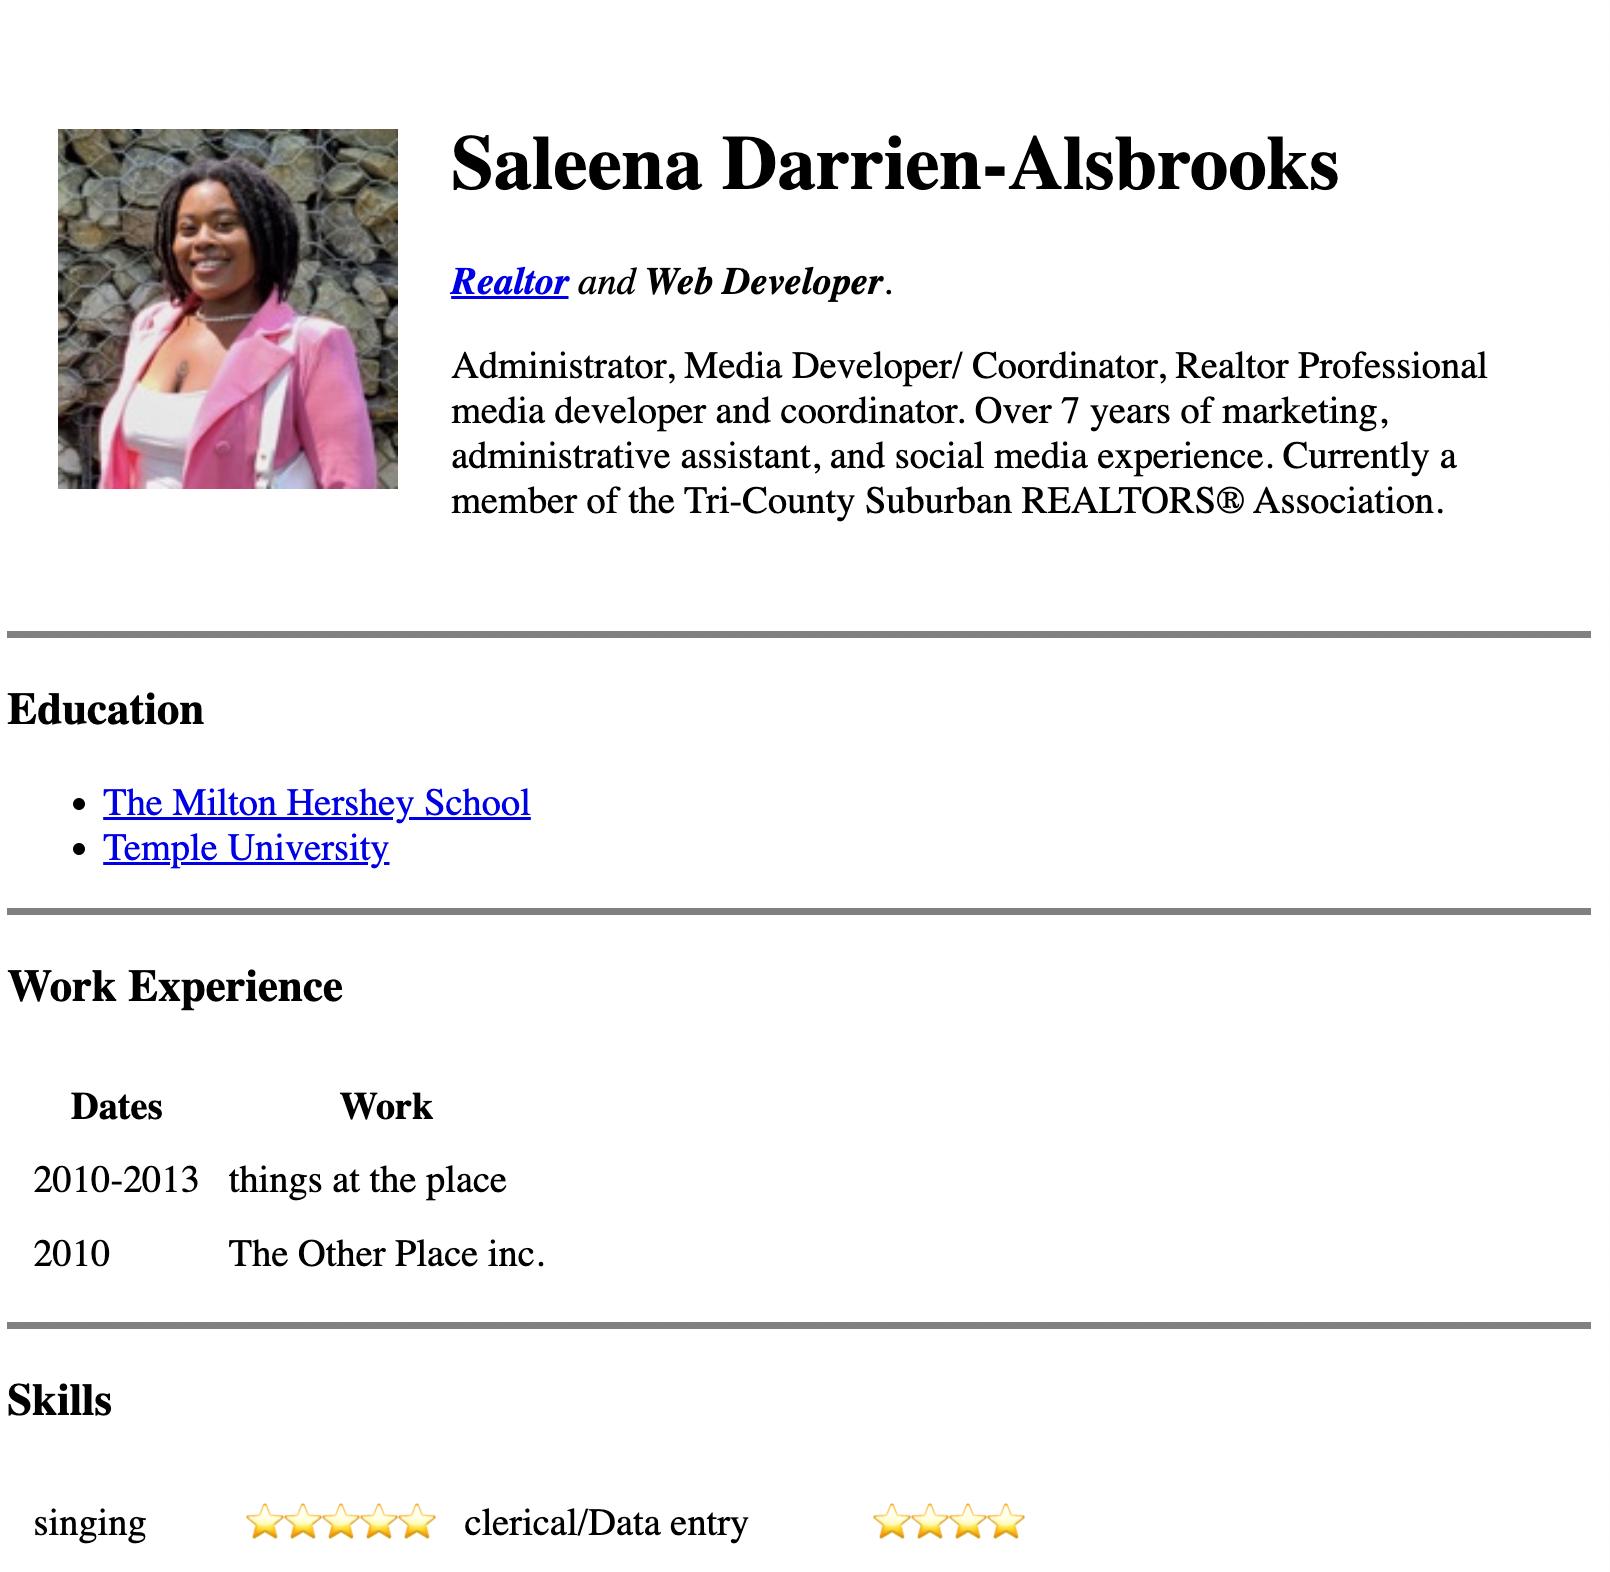 Saleena Darrien-Alsbrooks
Realtor and Web Developer.
Administrator, Media Developer/ Coordinator, Realtor Professional
media developer and coordinator. Over 7 years of marketing,
administrative assistant, and social media experience. Currently a
member of the Tri-County Suburban REALTORS® Association.
Education
• The Milton Hershey School
• Temple University
Work Experience
Dates Work
2010-2013 things at the place
2010 The Other Place inc.
Skills
singing ⭐⭐⭐⭐⭐ clerical/Data entry ⭐⭐⭐⭐